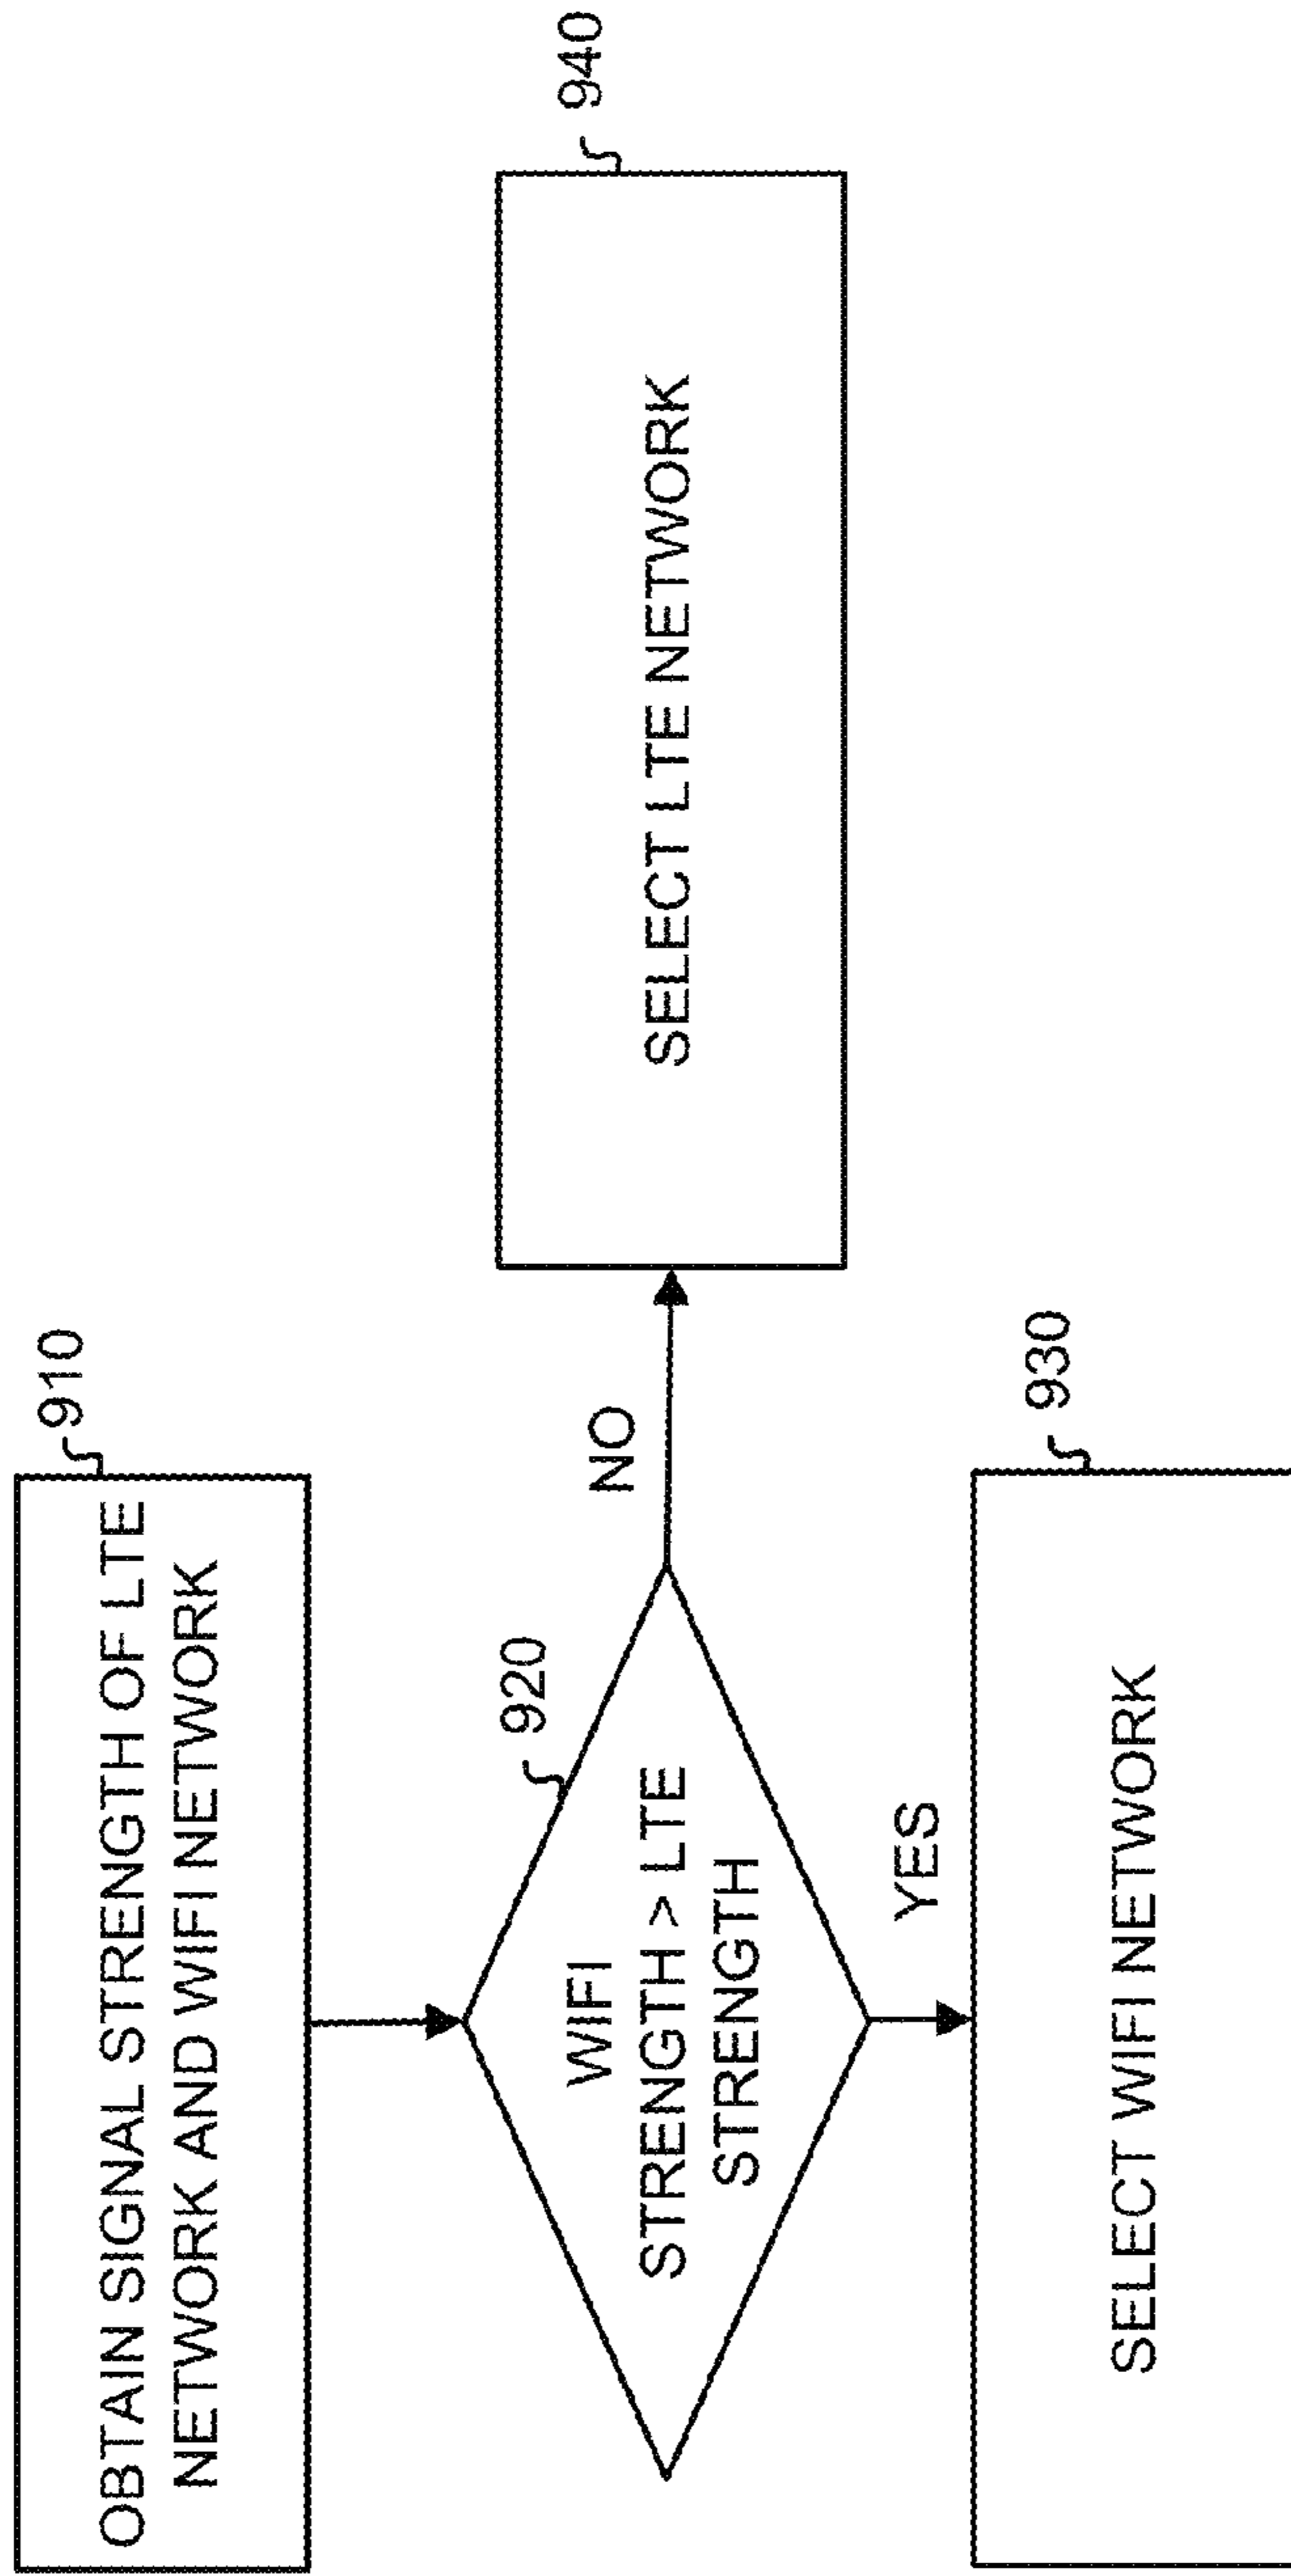 910
OBTAIN SIGNAL STRENGTH OF LTE
NETWORK AND WIFI NETWORK
920
WIFI
STRENGTH > LTE
STRENGTH
NO
940
SELECT LTE NETWORK
YES
930
SELECT WIFI NETWORK